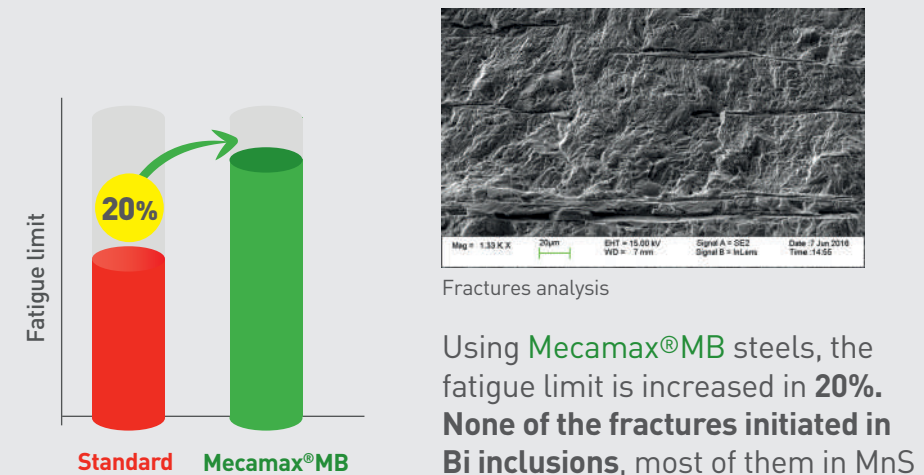 Fatigue limit
20%
Standard
Mecamax®MB
Mag = 1.33 K X
20µm
EHT = 15.00 kV
WD = 7 mm
Signal A = SE2
Signal B = InLens
Date :7 Jun 2016
Time :14:55
Fractures analysis
Using Mecamax®MB steels, the
fatigue limit is increased in 20%.
None of the fractures initiated in
Bi inclusions, most of them in MnS